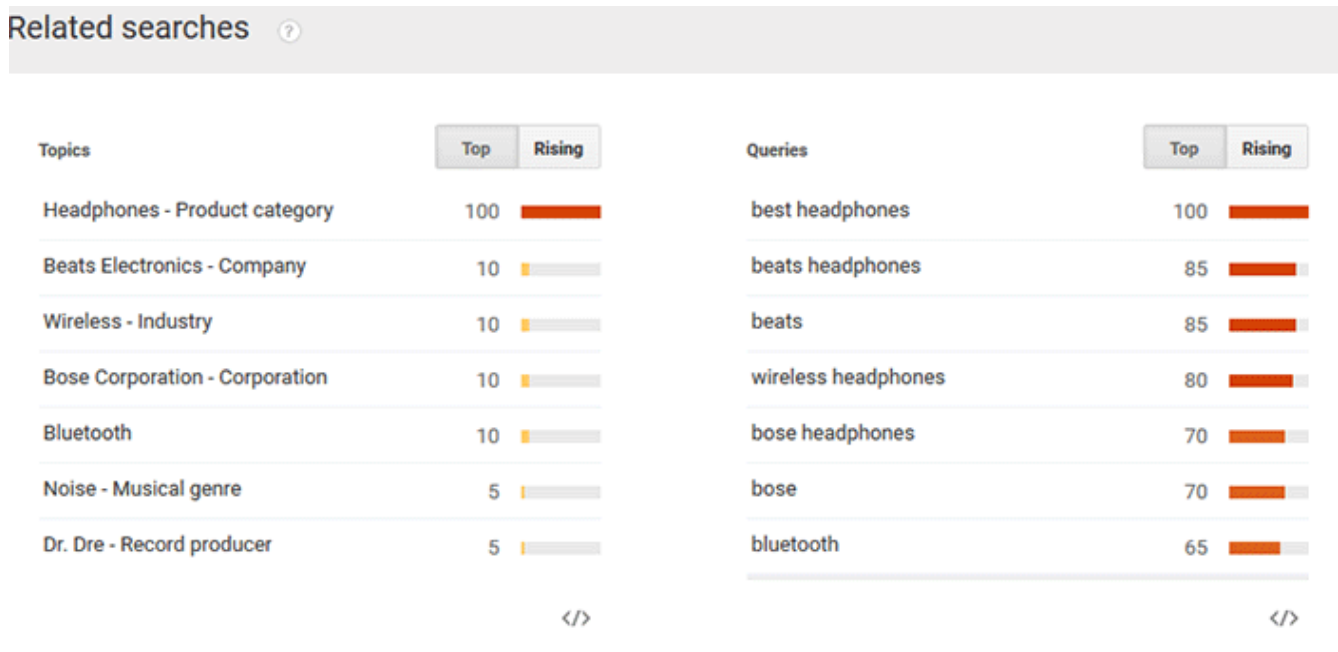 Related searches ?
Topics Top Rising
Headphones - Product category 100
Beats Electronics - Company 10
Wireless - Industry 10
Bose Corporation - Corporation 10
Bluetooth 10
Noise - Musical genre 5
Dr. Dre - Record producer 5
</>
Queries Top Rising
best headphones 100
beats headphones 85
beats 85
wireless headphones 80
bose headphones 70
bose 70
bluetooth 65
</>